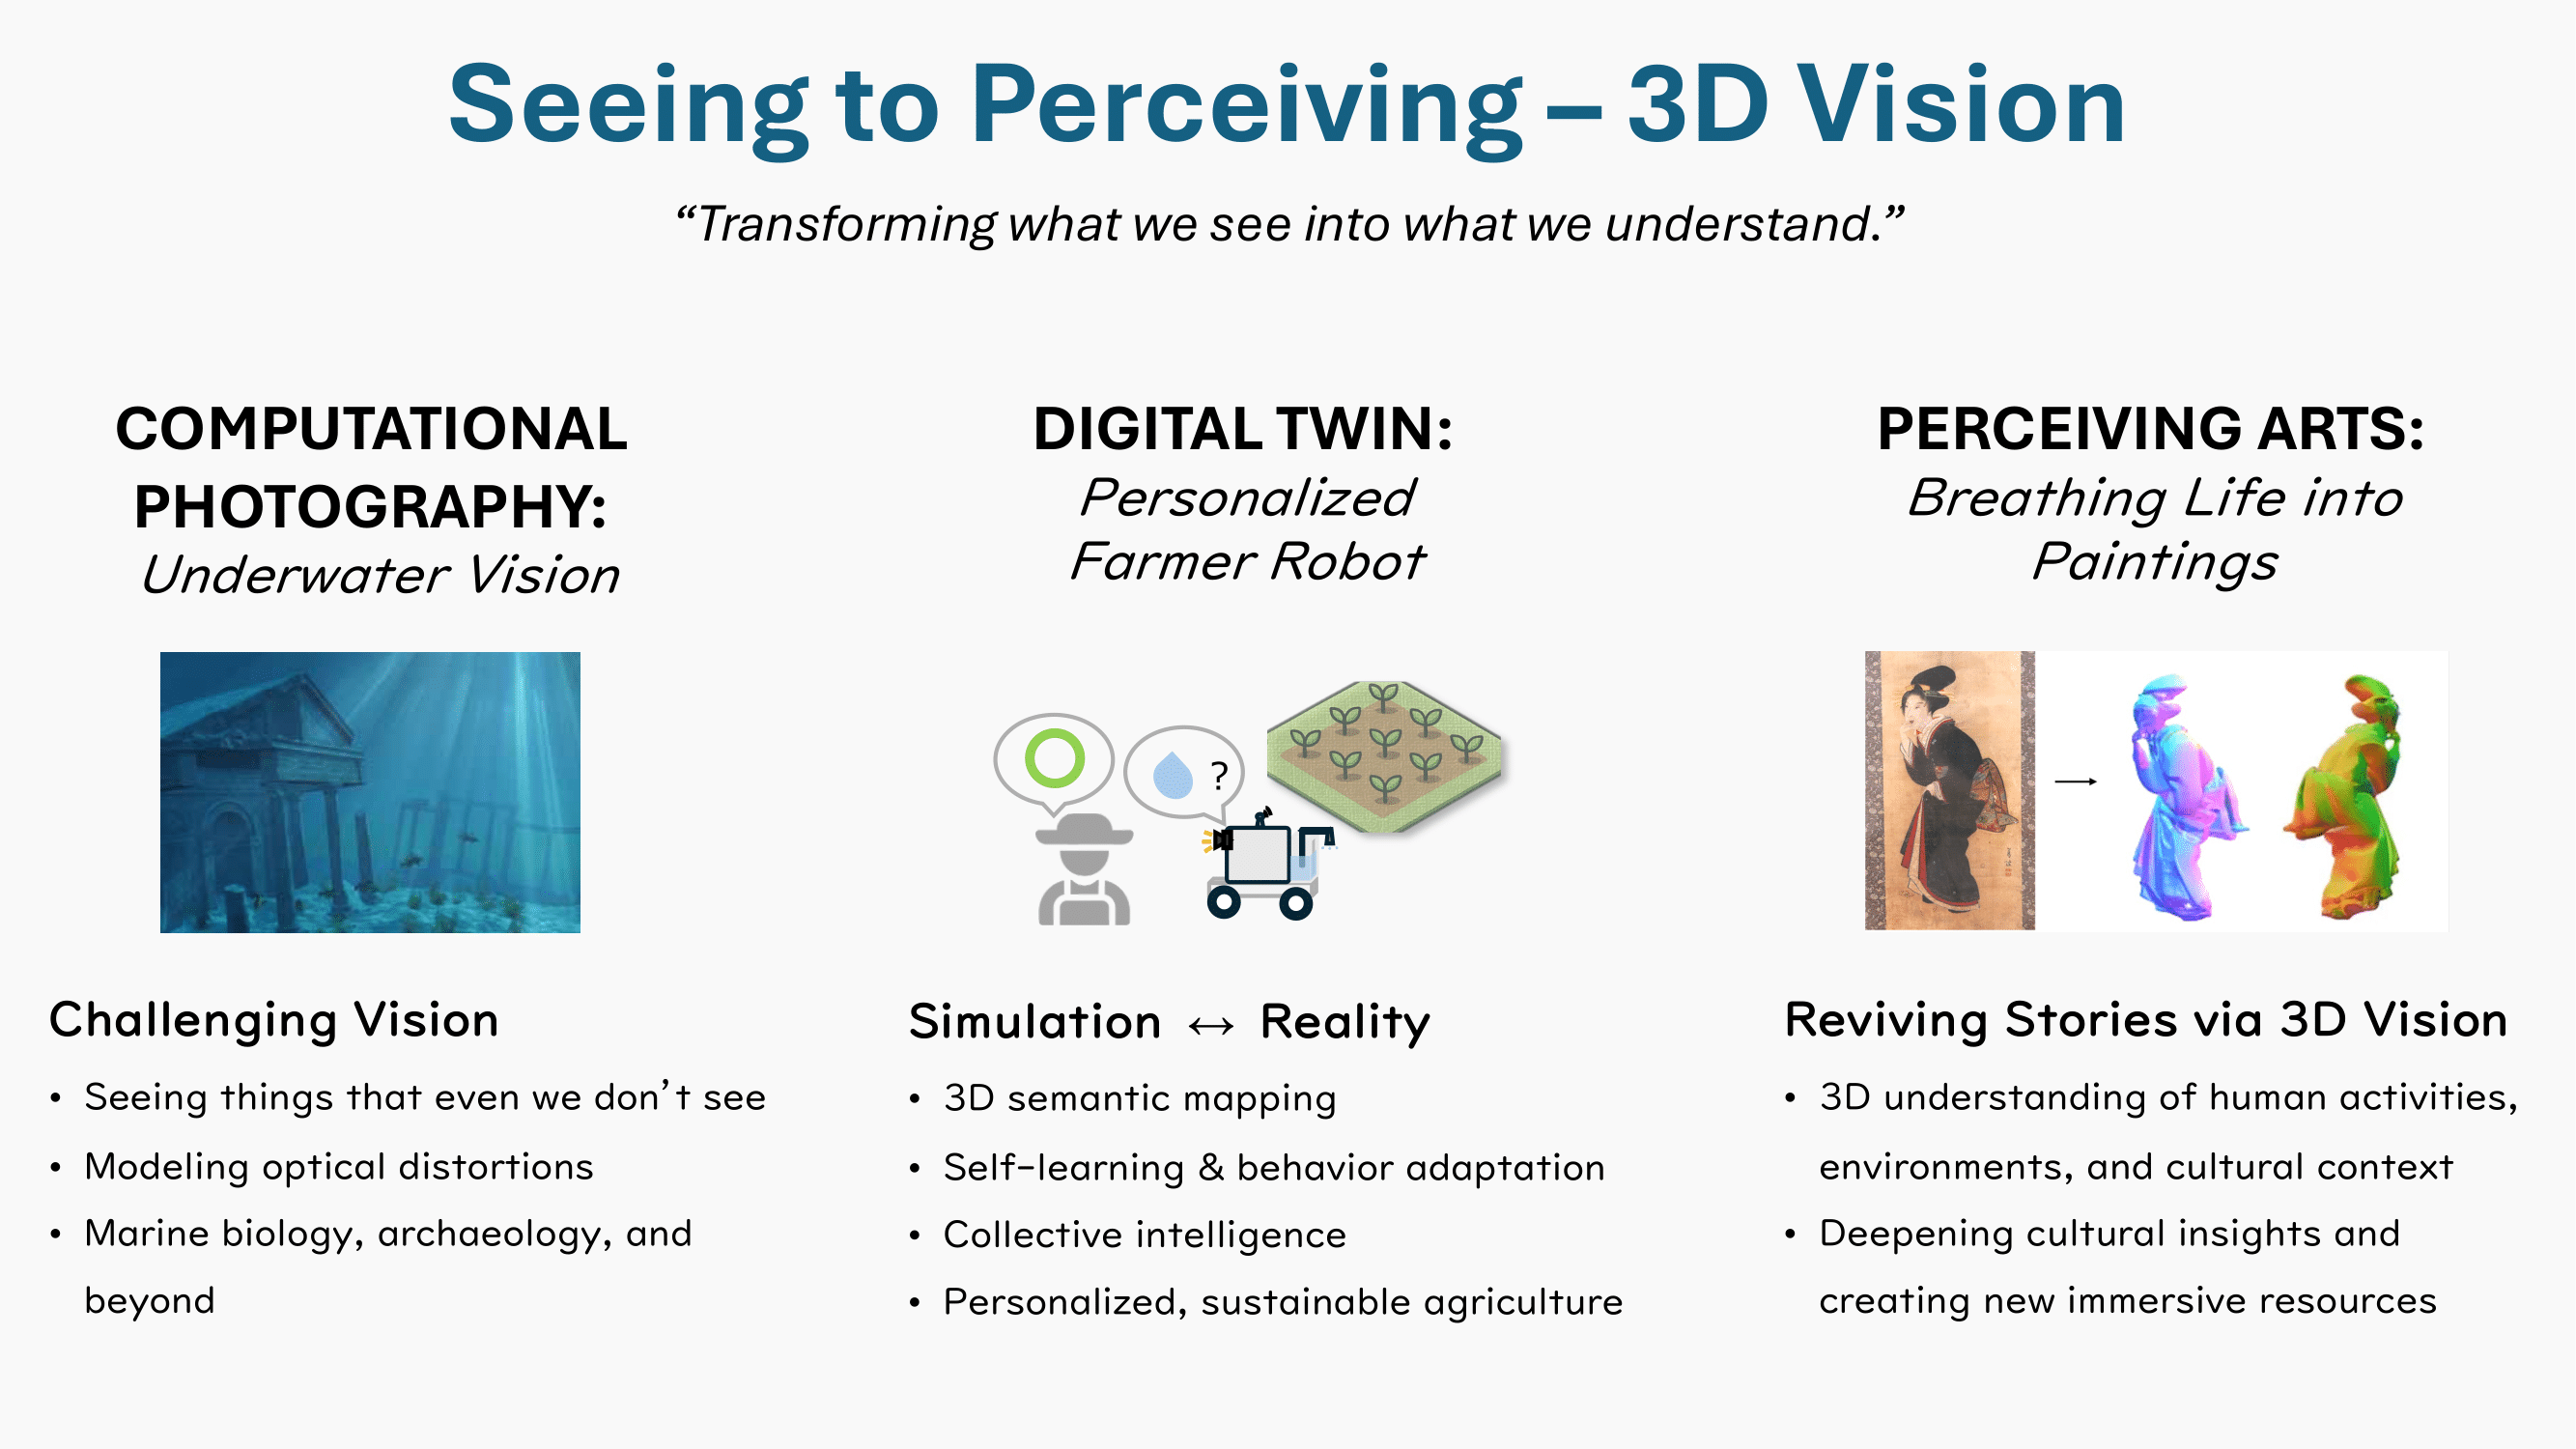 Seeing to Perceiving – 3D Vision
“Transforming what we see into what we understand.”
COMPUTATIONAL
PHOTOGRAPHY:
Underwater Vision
Challenging Vision
• Seeing things that even we don’t see
• Modeling optical distortions
• Marine biology, archaeology, and
beyond
DIGITAL TWIN:
Personalized
Farmer Robot
?
Simulation ↔ Reality
• 3D semantic mapping
• Self-learning & behavior adaptation
• Collective intelligence
• Personalized, sustainable agriculture
PERCEIVING ARTS:
Breathing Life into
Paintings
Reviving Stories via 3D Vision
• 3D understanding of human activities,
environments, and cultural context
• Deepening cultural insights and
creating new immersive resources